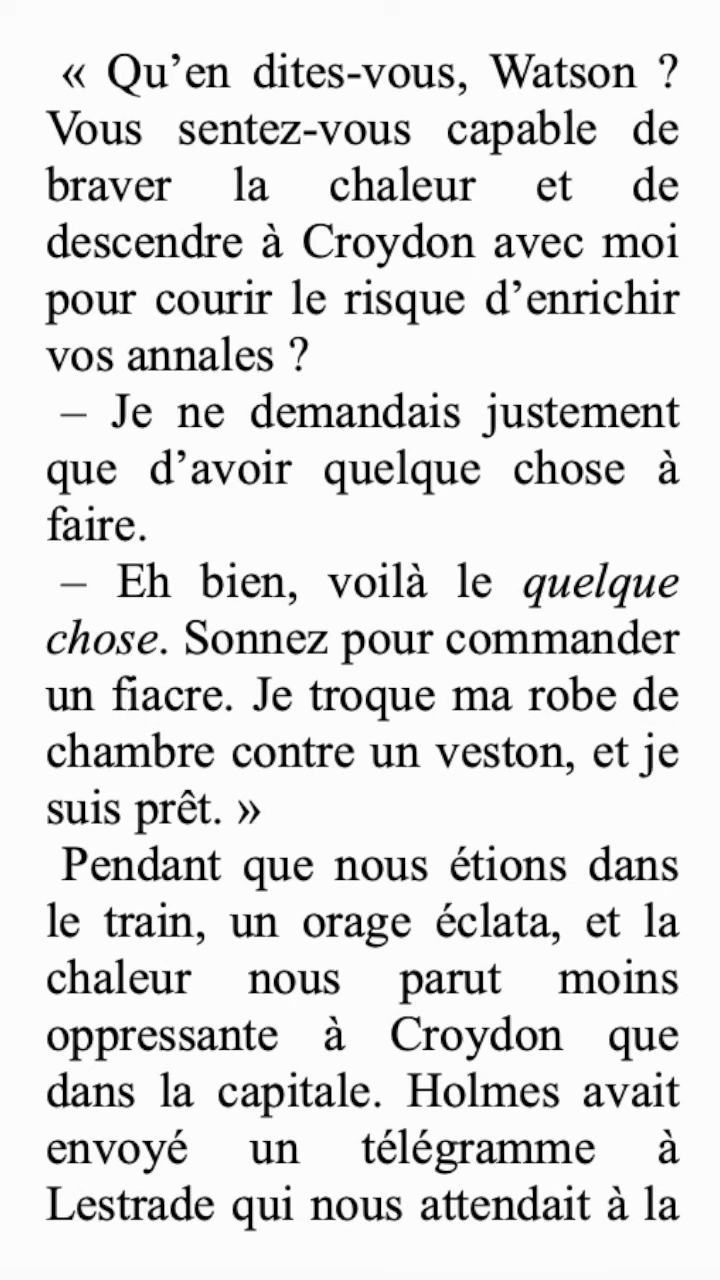 « Qu’en dites-vous, Watson ?
Vous sentez-vous capable de
braver la chaleur et de
descendre à Croydon avec moi
pour courir le risque d’enrichir
vos annales ?
– Je ne demandais justement
que d’avoir quelque chose à
faire.
– Eh bien, voilà le quelque
chose. Sonnez pour commander
un fiacre. Je troque ma robe de
chambre contre un veston, et je
suis prêt. »
Pendant que nous étions dans
le train, un orage éclata, et la
chaleur nous parut moins
oppressante à Croydon que
dans la capitale. Holmes avait
envoyé un télégramme à
Lestrade qui nous attendait à la